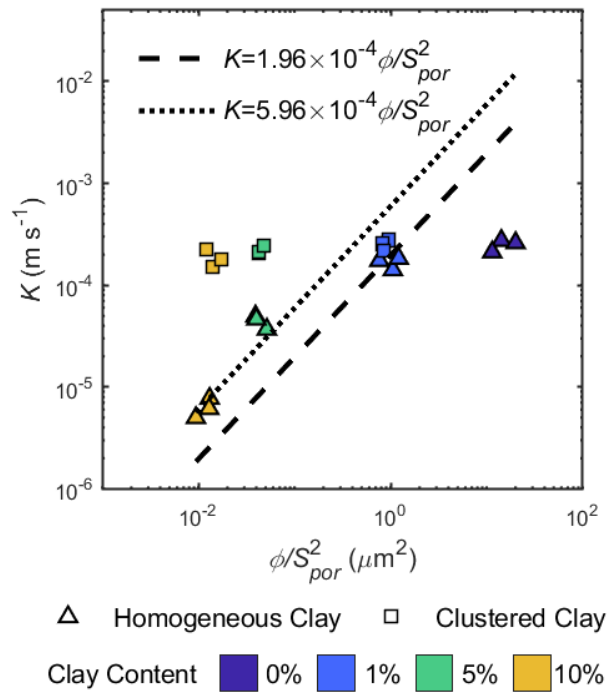 K=1.96×10⁻⁴ϕ/S²por
K=5.96×10⁻⁴ϕ/S²por
10⁻²
10⁻³
10⁻⁴
10⁻⁵
10⁻⁶
K (m s⁻¹)
10⁻² 10⁰ 10²
ϕ/S²por (μm²)
Homogeneous Clay Clustered Clay
Clay Content 0% 1% 5% 10%